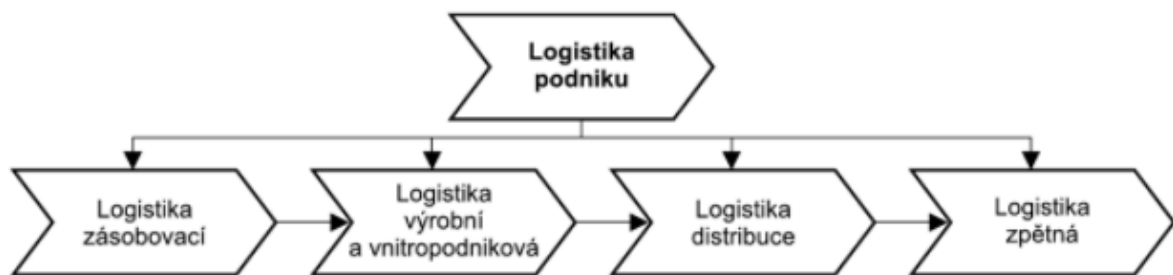 Logistika
podniku
Logistika
zásobovací
Logistika
výrobní
a vnitropodniková
Logistika
distribuce
Logistika
zpětná